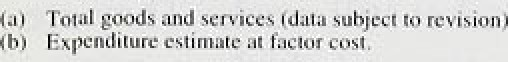 (a) Total goods and services (data subject to revision)
(b) Expenditure estimate at factor cost.